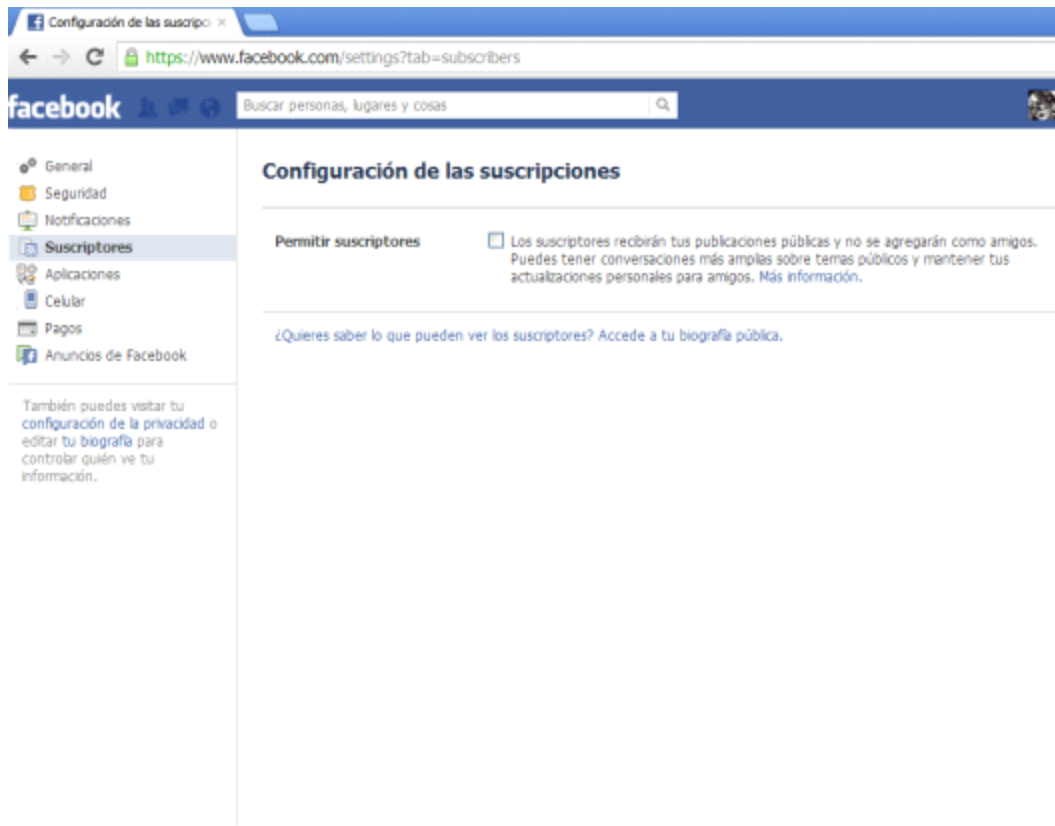 Configuración de las suscripci
https://www.facebook.com/settings?tab=subscribers
facebook
Buscar personas, lugares y cosas
General
Seguridad
Notificaciones
Suscriptores
Aplicaciones
Celular
Pagos
Anuncios de Facebook
También puedes visitar tu
configuración de la privacidad o
editar tu biografía para
controlar quién ve tu
información.
Configuración de las suscripciones
Permitir suscriptores
Los suscriptores recibirán tus publicaciones públicas y no se agregarán como amigos.
Puedes tener conversaciones más amplias sobre temas públicos y mantener tus
actualizaciones personales para amigos. Más información.
¿Quieres saber lo que pueden ver los suscriptores? Accede a tu biografía pública.